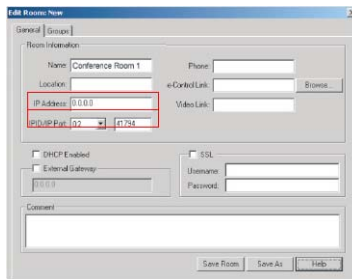 Edit Room: New
General Groups
Room Information
Name: Conference Room 1
Phone:
Location:
e-Control Link:
Browse...
IP Address: 0.0.0.0
Video Link:
IPID/IP Port: 02 41794
DHCP Enabled
SSL
External Gateway
Username:
0.0.0.0
Password:
Comment
Save Room Save As Help